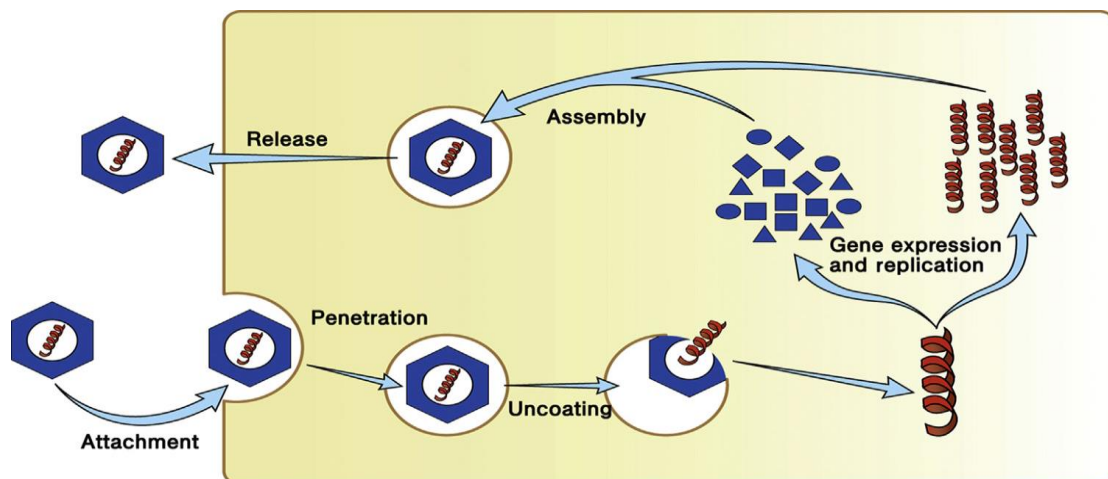 Assembly
Release
Gene expression
and replication
Penetration
Uncoating
Attachment